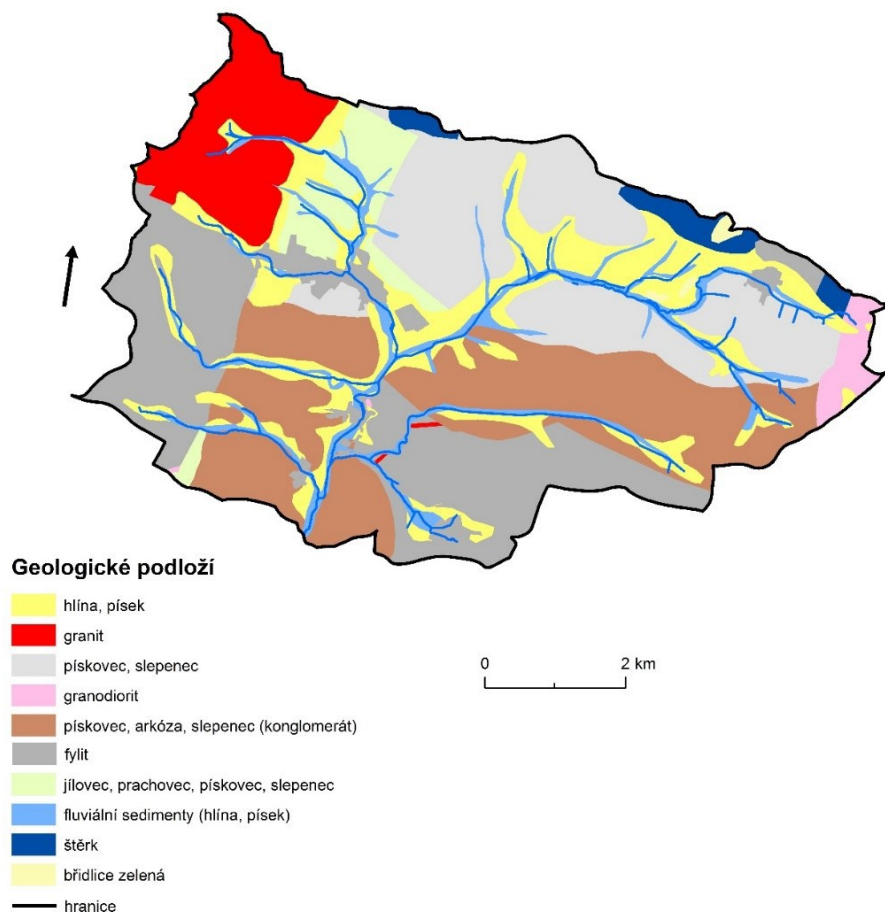 Geologické podloží
hlína, písek
granit
pískovec, slepenec
granodiorit
pískovec, arkóza, slepenec (konglomerát)
fylit
jílovec, prachovec, pískovec, slepenec
fluviální sedimenty (hlína, písek)
štěrk
břidlice zelená
hranice
0 2 km